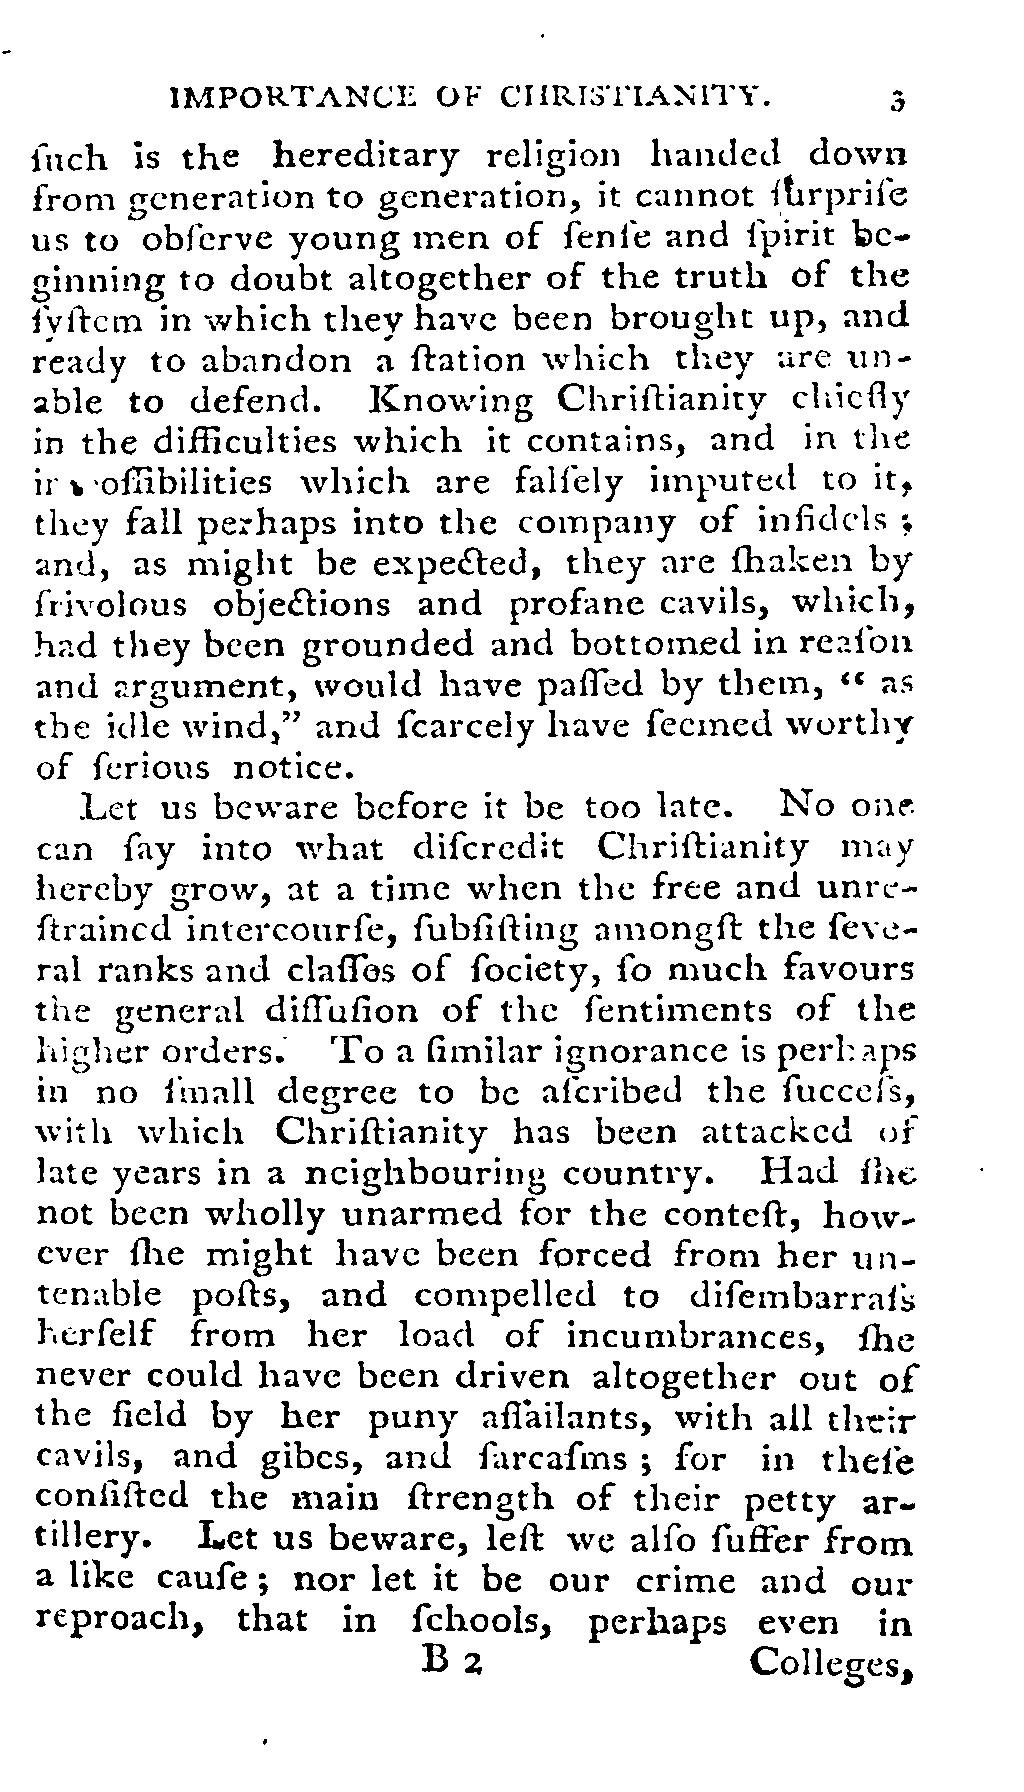 IMPORTANCE OF CHRISTIANITY. 3
ſuch is the hereditary religion handed down
from generation to generation, it cannot ſurpriſe
us to obſerve young men of ſenſe and ſpirit be-
ginning to doubt altogether of the truth of the
ſyſtem in which they have been brought up, and
ready to abandon a ſtation which they are un-
able to defend. Knowing Chriſtianity chiefly
in the difficulties which it contains, and in the
impoſſibilities which are falſely imputed to it,
they fall perhaps into the company of infidels;
and, as might be expected, they are ſhaken by
frivolous objections and profane cavils, which,
had they been grounded and bottomed in reaſon
and argument, would have paſſed by them, “ as
the idle wind,” and ſcarcely have ſeemed worthy
of ſerious notice.
Let us beware before it be too late. No one
can ſay into what diſcredit Chriſtianity may
hereby grow, at a time when the free and unre-
ſtrained intercourſe, ſubſiſting amongſt the ſeve-
ral ranks and claſſes of ſociety, ſo much favours
the general diffuſion of the ſentiments of the
higher orders. To a ſimilar ignorance is perhaps
in no ſmall degree to be aſcribed the ſucceſs,
with which Chriſtianity has been attacked of
late years in a neighbouring country. Had ſhe
not been wholly unarmed for the conteſt, how-
ever ſhe might have been forced from her un-
tenable poſts, and compelled to diſembarraſs
herſelf from her load of incumbrances, ſhe
never could have been driven altogether out of
the field by her puny aſſailants, with all their
cavils, and gibes, and ſarcaſms; for in theſe
conſiſted the main ſtrength of their petty ar-
tillery. Let us beware, leſt we alſo ſuffer from
a like cauſe; nor let it be our crime and our
reproach, that in ſchools, perhaps even in
B 2 Colleges,